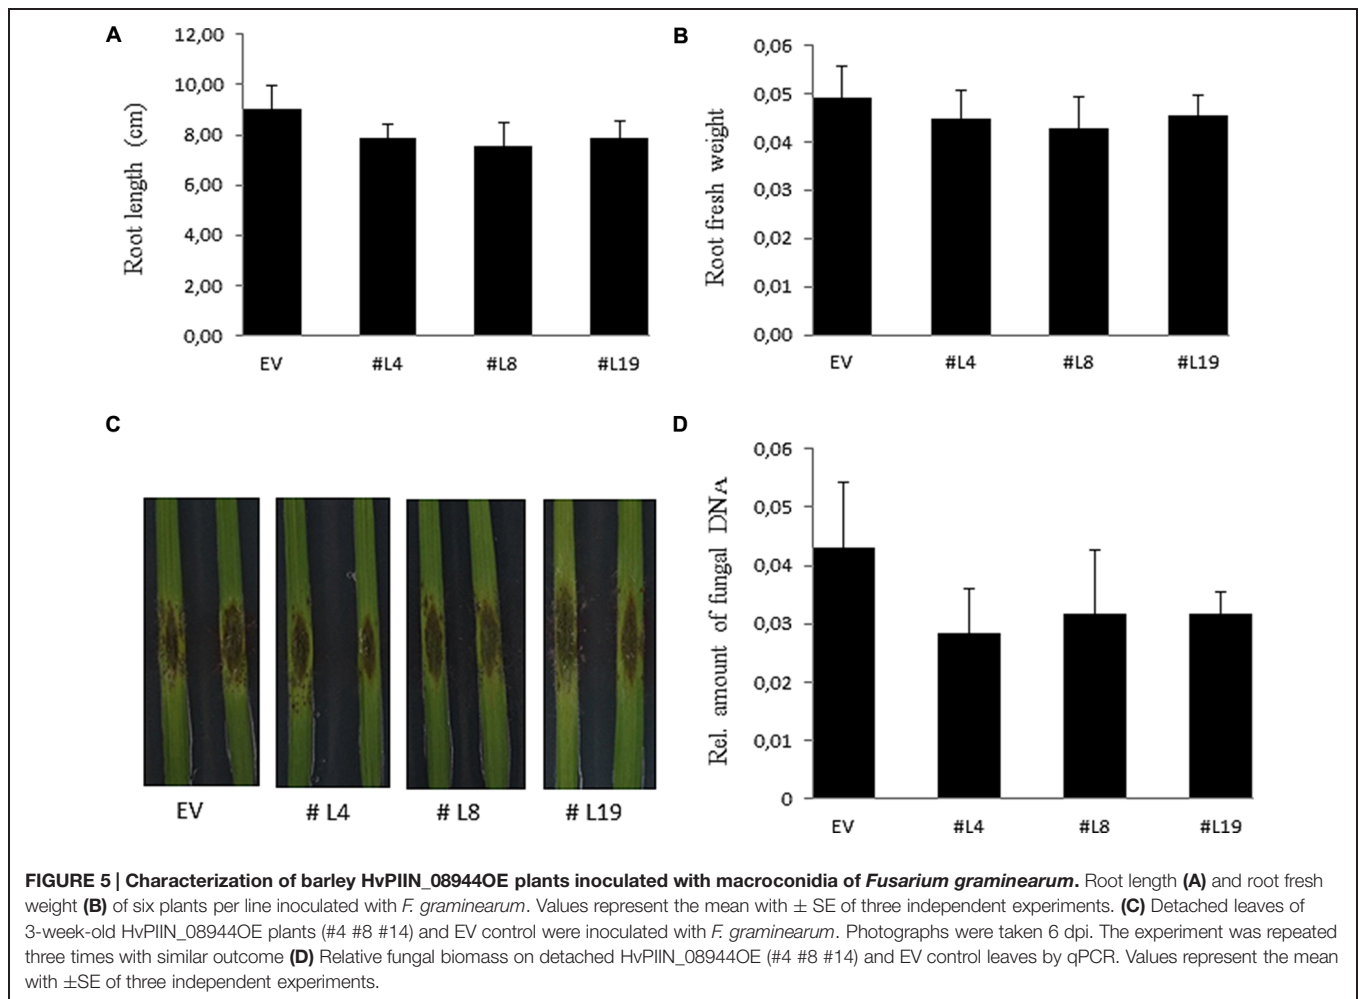 A
12,00
10,00
8,00
6,00
4,00
2,00
0,00
Root length (cm)
EV #L4 #L8 #L19
B
0,06
0,05
0,04
0,03
0,02
0,01
0,00
Root fresh weight
EV #L4 #L8 #L19
C
EV # L4 # L8 # L19
D
0,06
0,05
0,04
0,03
0,02
0,01
0
Rel. amount of fungal DNA
EV #L4 #L8 #L19
FIGURE 5 | Characterization of barley HvPIIN_08944OE plants inoculated with macroconidia of Fusarium graminearum. Root length (A) and root fresh
weight (B) of six plants per line inoculated with F. graminearum. Values represent the mean with ± SE of three independent experiments. (C) Detached leaves of
3-week-old HvPIIN_08944OE plants (#4 #8 #14) and EV control were inoculated with F. graminearum. Photographs were taken 6 dpi. The experiment was repeated
three times with similar outcome (D) Relative fungal biomass on detached HvPIIN_08944OE (#4 #8 #14) and EV control leaves by qPCR. Values represent the mean
with ±SE of three independent experiments.